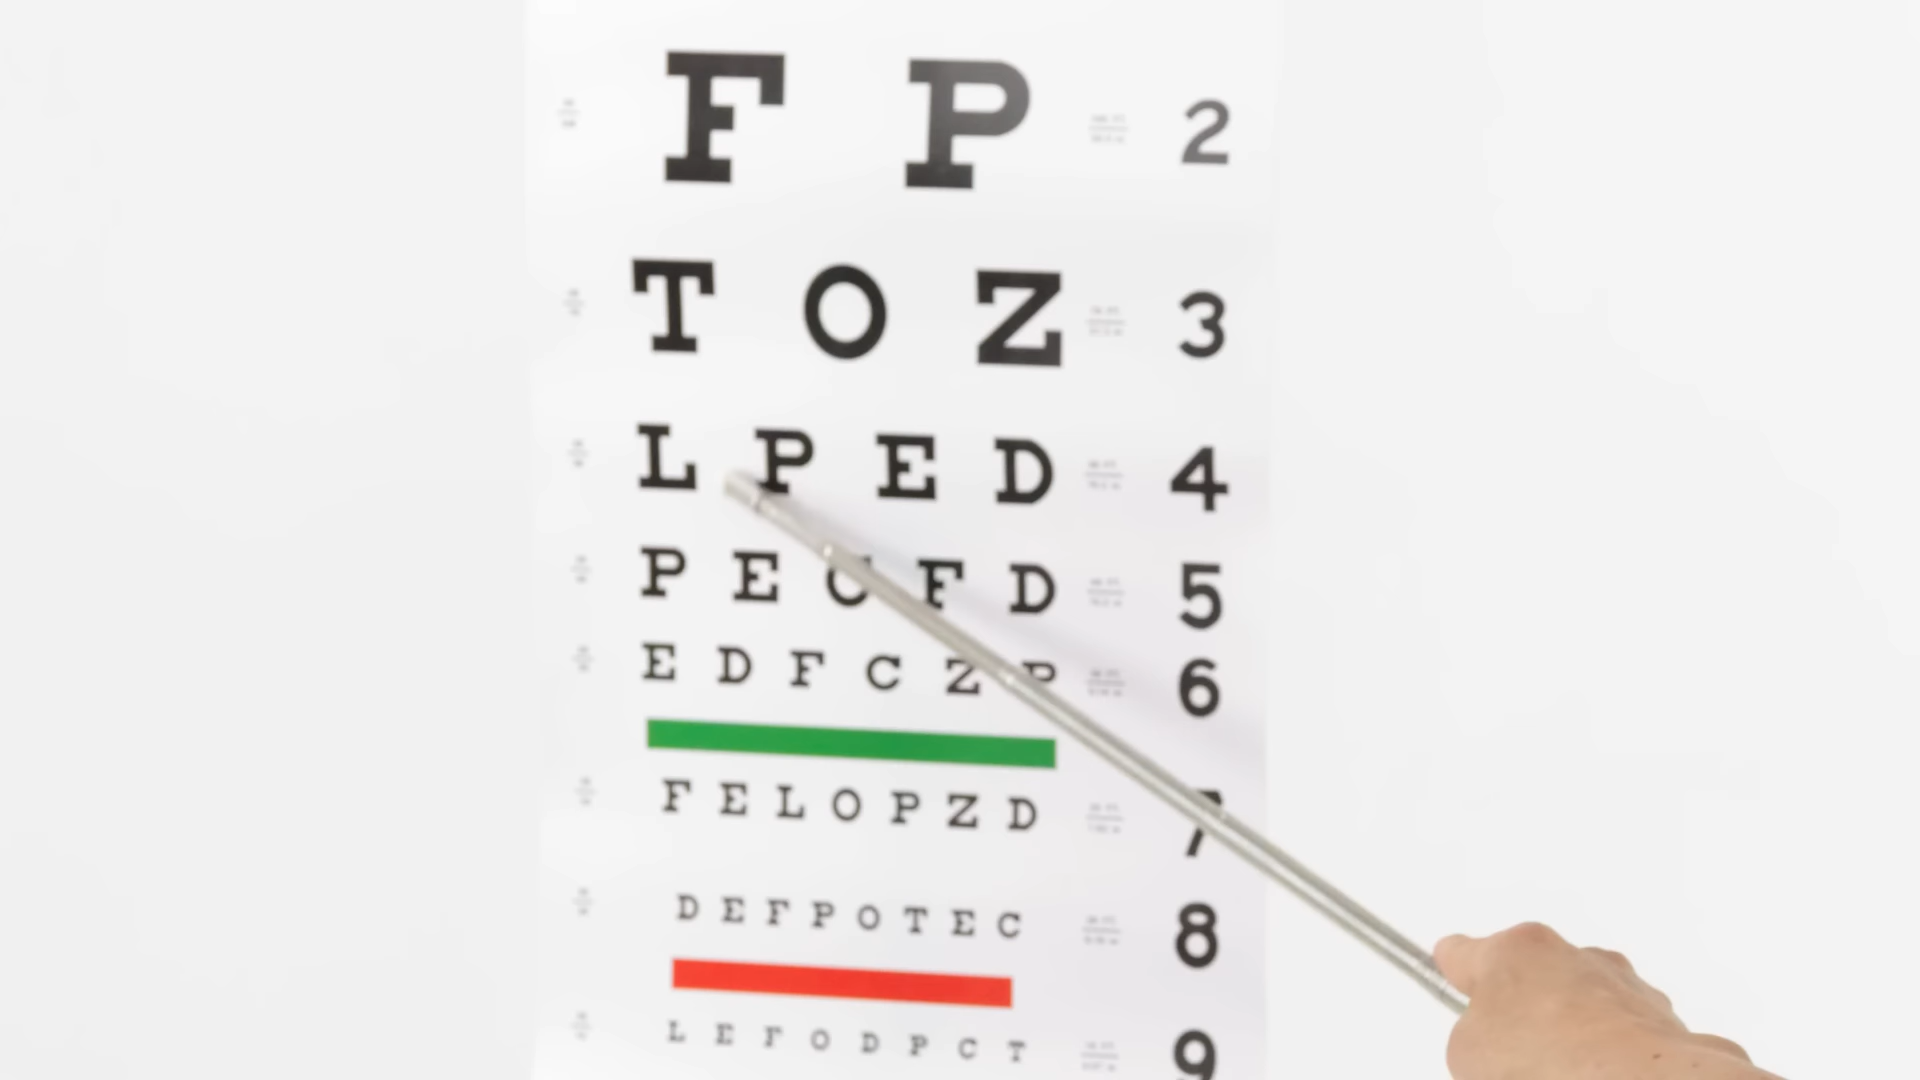 F P 2
T O Z 3
L P E D 4
P E C F D 5
E D F C Z P 6
F E L O P Z D 7
D E F P O T E C 8
L E F O D P C T 9